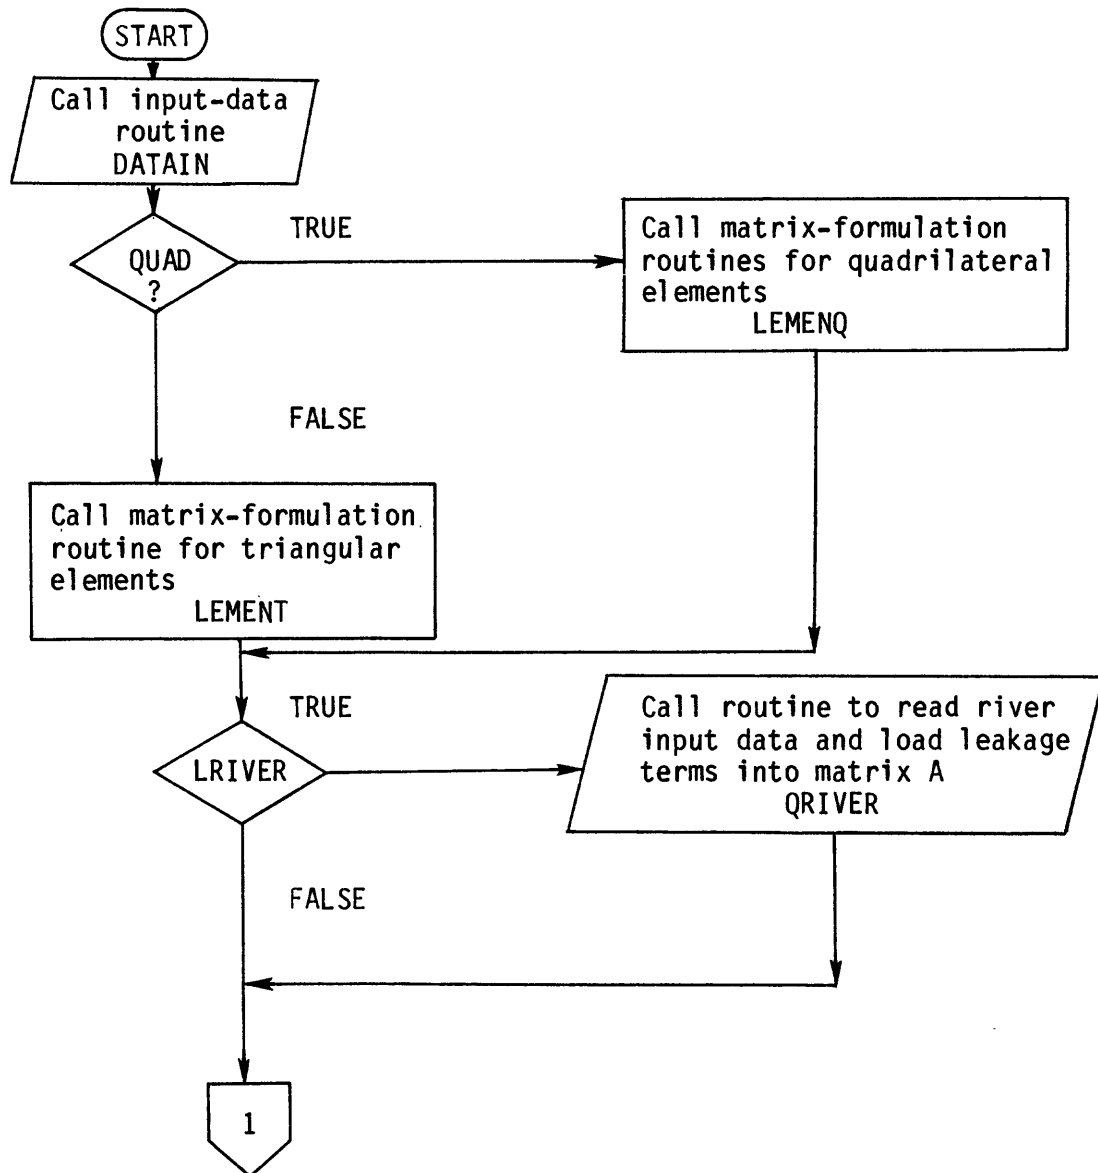 START
Call input-data
routine
DATAIN
QUAD
?
TRUE
Call matrix-formulation
routines for quadrilateral
elements
LEMENQ
FALSE
Call matrix-formulation
routine for triangular
elements
LEMENT
LRIVER
TRUE
Call routine to read river
input data and load leakage
terms into matrix A
QRIVER
FALSE
1